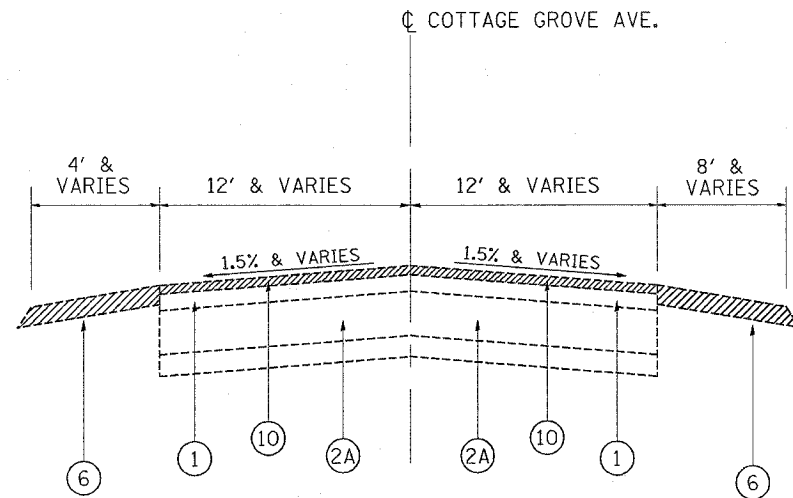 ℄ COTTAGE GROVE AVE.
4' &
VARIES
12' & VARIES
12' & VARIES
8' &
VARIES
1.5% & VARIES
1.5% & VARIES
6
1
10
2A
2A
10
1
6